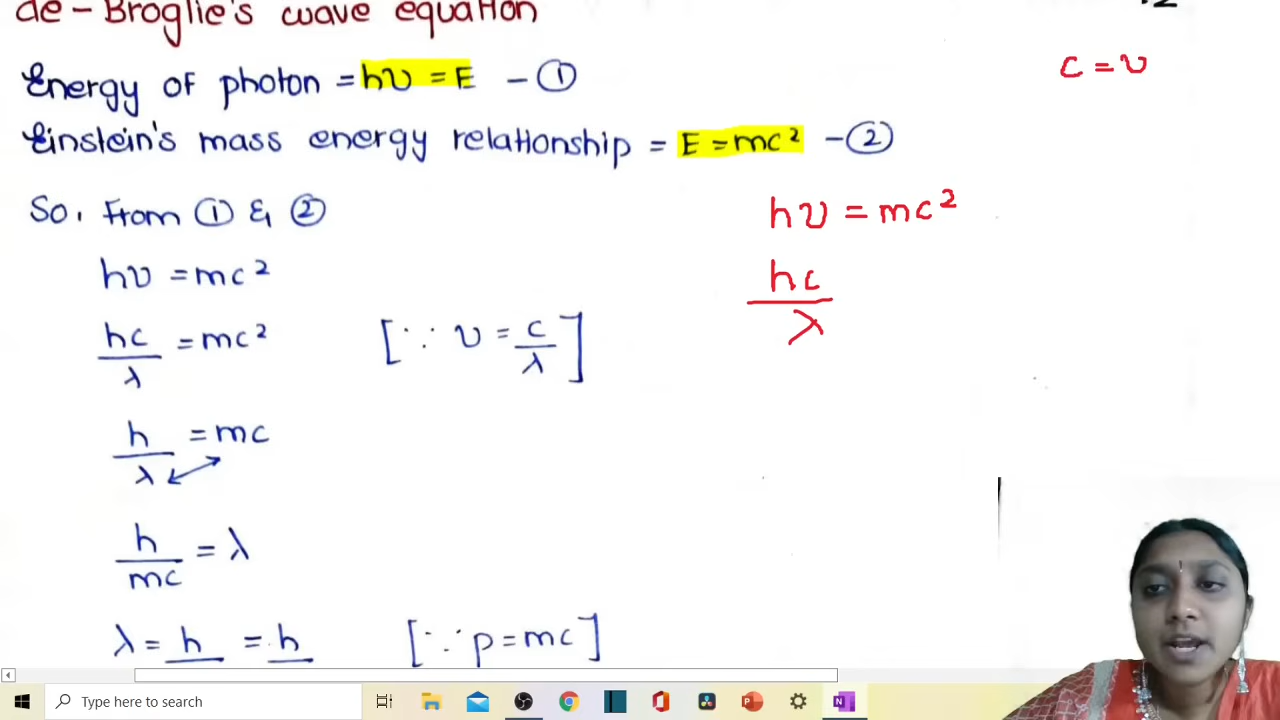 de-Broglie's wave equation
Energy of photon = hυ = E - ①
c = υ
Einstein's mass energy relationship = E = mc² - ②
So, From ① & ②
hυ = mc²
hc/λ
hυ = mc²
hc/λ = mc² [∵ υ = c/λ]
h/λ = mc
h/mc = λ
λ = h = h [∵ p = mc]
Type here to search